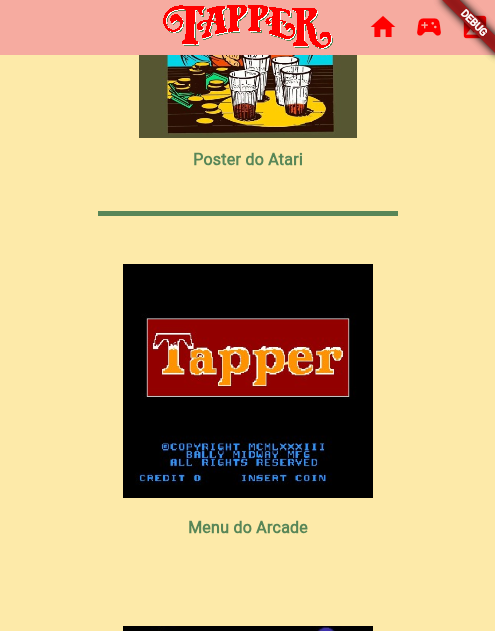 TAPPER
DEBUG
Poster do Atari
Tapper
©COPYRIGHT MCMLXXXIII
BALLY MIDWAY MFG
ALL RIGHTS RESERVED
CREDIT 0 INSERT COIN
Menu do Arcade